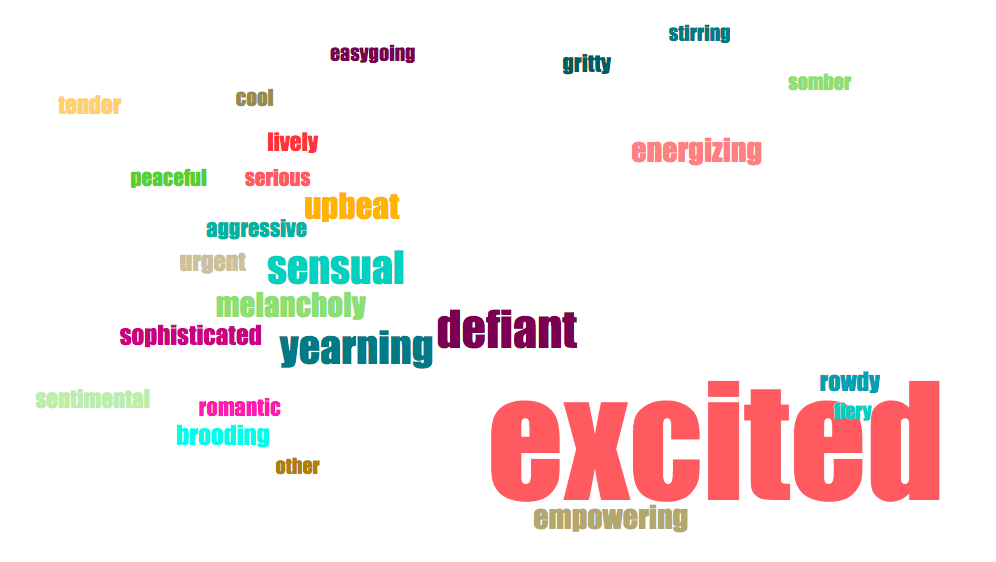 stirring
easygoing
gritty
somber
cool
tender
lively
energizing
peaceful
serious
upbeat
aggressive
urgent
sensual
melancholy
defiant
sophisticated
yearning
rowdy
sentimental
romantic
fiery
brooding
excited
other
empowering